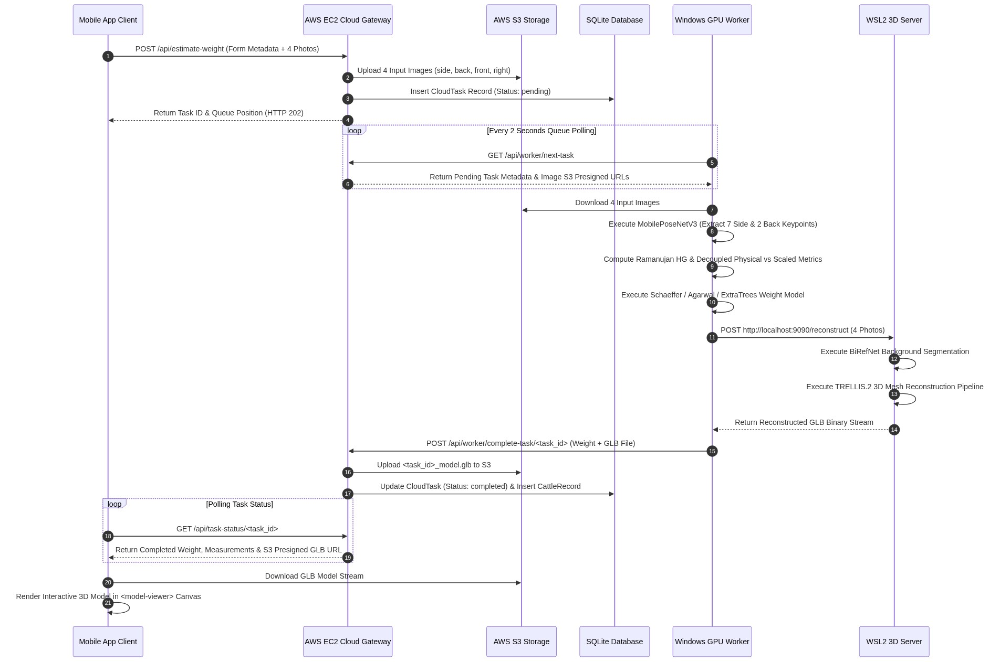 Mobile App Client
AWS EC2 Cloud Gateway
AWS S3 Storage
SQLite Database
Windows GPU Worker
WSL2 3D Server
POST /api/estimate-weight (Form Metadata + 4 Photos)
1
Upload 4 Input Images (side, back, front, right)
2
Insert CloudTask Record (Status: pending)
3
Return Task ID & Queue Position (HTTP 202)
4
loop
[Every 2 Seconds Queue Polling]
GET /api/worker/next-task
5
Return Pending Task Metadata & Image S3 Presigned URLs
6
Download 4 Input Images
7
Execute MobilePoseNetV3 (Extract 7 Side & 2 Back Keypoints)
8
Compute Ramanujan HG & Decoupled Physical vs Scaled Metrics
9
Execute Schaeffer / Agarwal / ExtraTrees Weight Model
10
POST http://localhost:9090/reconstruct (4 Photos)
11
Execute BiRefNet Background Segmentation
12
Execute TRELLIS.2 3D Mesh Reconstruction Pipeline
13
Return Reconstructed GLB Binary Stream
14
POST /api/worker/complete-task/<task_id> (Weight + GLB File)
15
Upload <task_id>_model.glb to S3
16
Update CloudTask (Status: completed) & Insert CattleRecord
17
loop
[Polling Task Status]
GET /api/task-status/<task_id>
18
Return Completed Weight, Measurements & S3 Presigned GLB URL
19
Download GLB Model Stream
20
Render Interactive 3D Model in <model-viewer> Canvas
21
Mobile App Client
AWS EC2 Cloud Gateway
AWS S3 Storage
SQLite Database
Windows GPU Worker
WSL2 3D Server